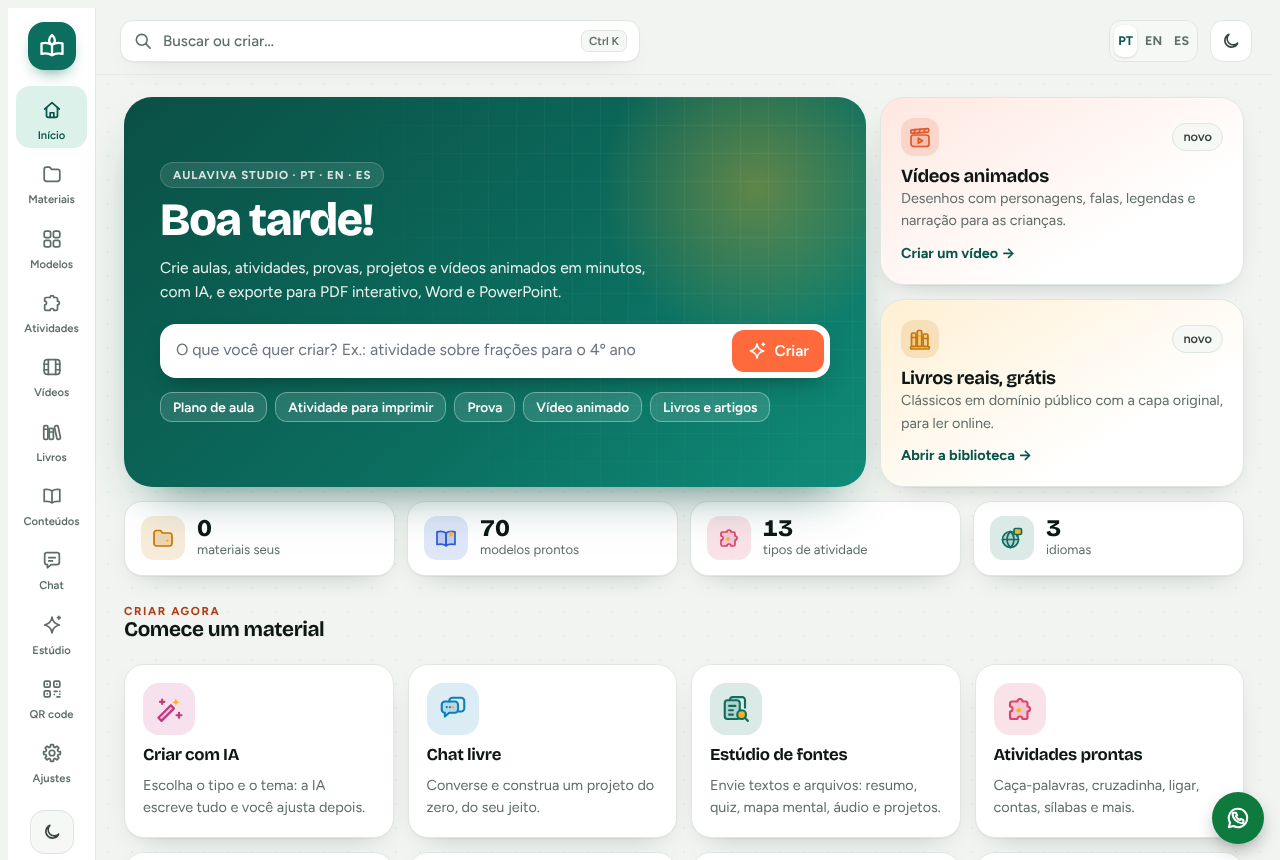 Início
Materiais
Modelos
Atividades
Vídeos
Livros
Conteúdos
Chat
Estúdio
QR code
Ajustes
Buscar ou criar...
Ctrl K
PT
EN
ES
AULAVIVA STUDIO · PT · EN · ES
Boa tarde!
Crie aulas, atividades, provas, projetos e vídeos animados em minutos,
com IA, e exporte para PDF interativo, Word e PowerPoint.
O que você quer criar? Ex.: atividade sobre frações para o 4º ano
Criar
Plano de aula
Atividade para imprimir
Prova
Vídeo animado
Livros e artigos
novo
Vídeos animados
Desenhos com personagens, falas, legendas e
narração para as crianças.
Criar um vídeo →
novo
Livros reais, grátis
Clássicos em domínio público com a capa original,
para ler online.
Abrir a biblioteca →
0
materiais seus
70
modelos prontos
13
tipos de atividade
3
idiomas
CRIAR AGORA
Comece um material
Criar com IA
Escolha o tipo e o tema: a IA
escreve tudo e você ajusta depois.
Chat livre
Converse e construa um projeto do
zero, do seu jeito.
Estúdio de fontes
Envie textos e arquivos: resumo,
quiz, mapa mental, áudio e projetos.
Atividades prontas
Caça-palavras, cruzadinha, ligar,
contas, sílabas e mais.